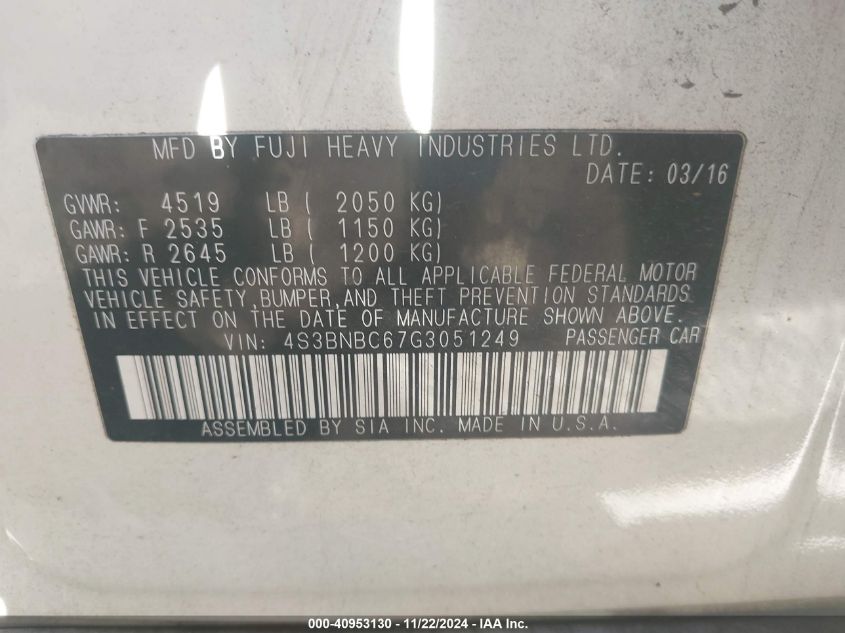 MFD BY FUJI HEAVY INDUSTRIES LTD.
DATE: 03/16
GVWR: 4519 LB ( 2050 KG)
GAWR: F 2535 LB ( 1150 KG)
GAWR: R 2645 LB ( 1200 KG)
THIS VEHICLE CONFORMS TO ALL APPLICABLE FEDERAL MOTOR
VEHICLE SAFETY, BUMPER, AND THEFT PREVENTION STANDARDS
IN EFFECT ON THE DATE OF MANUFACTURE SHOWN ABOVE.
VIN: 4S3BNBC67G3051249 PASSENGER CAR
ASSEMBLED BY SIA INC. MADE IN U.S.A.
000-40953130 - 11/22/2024 - IAA Inc.